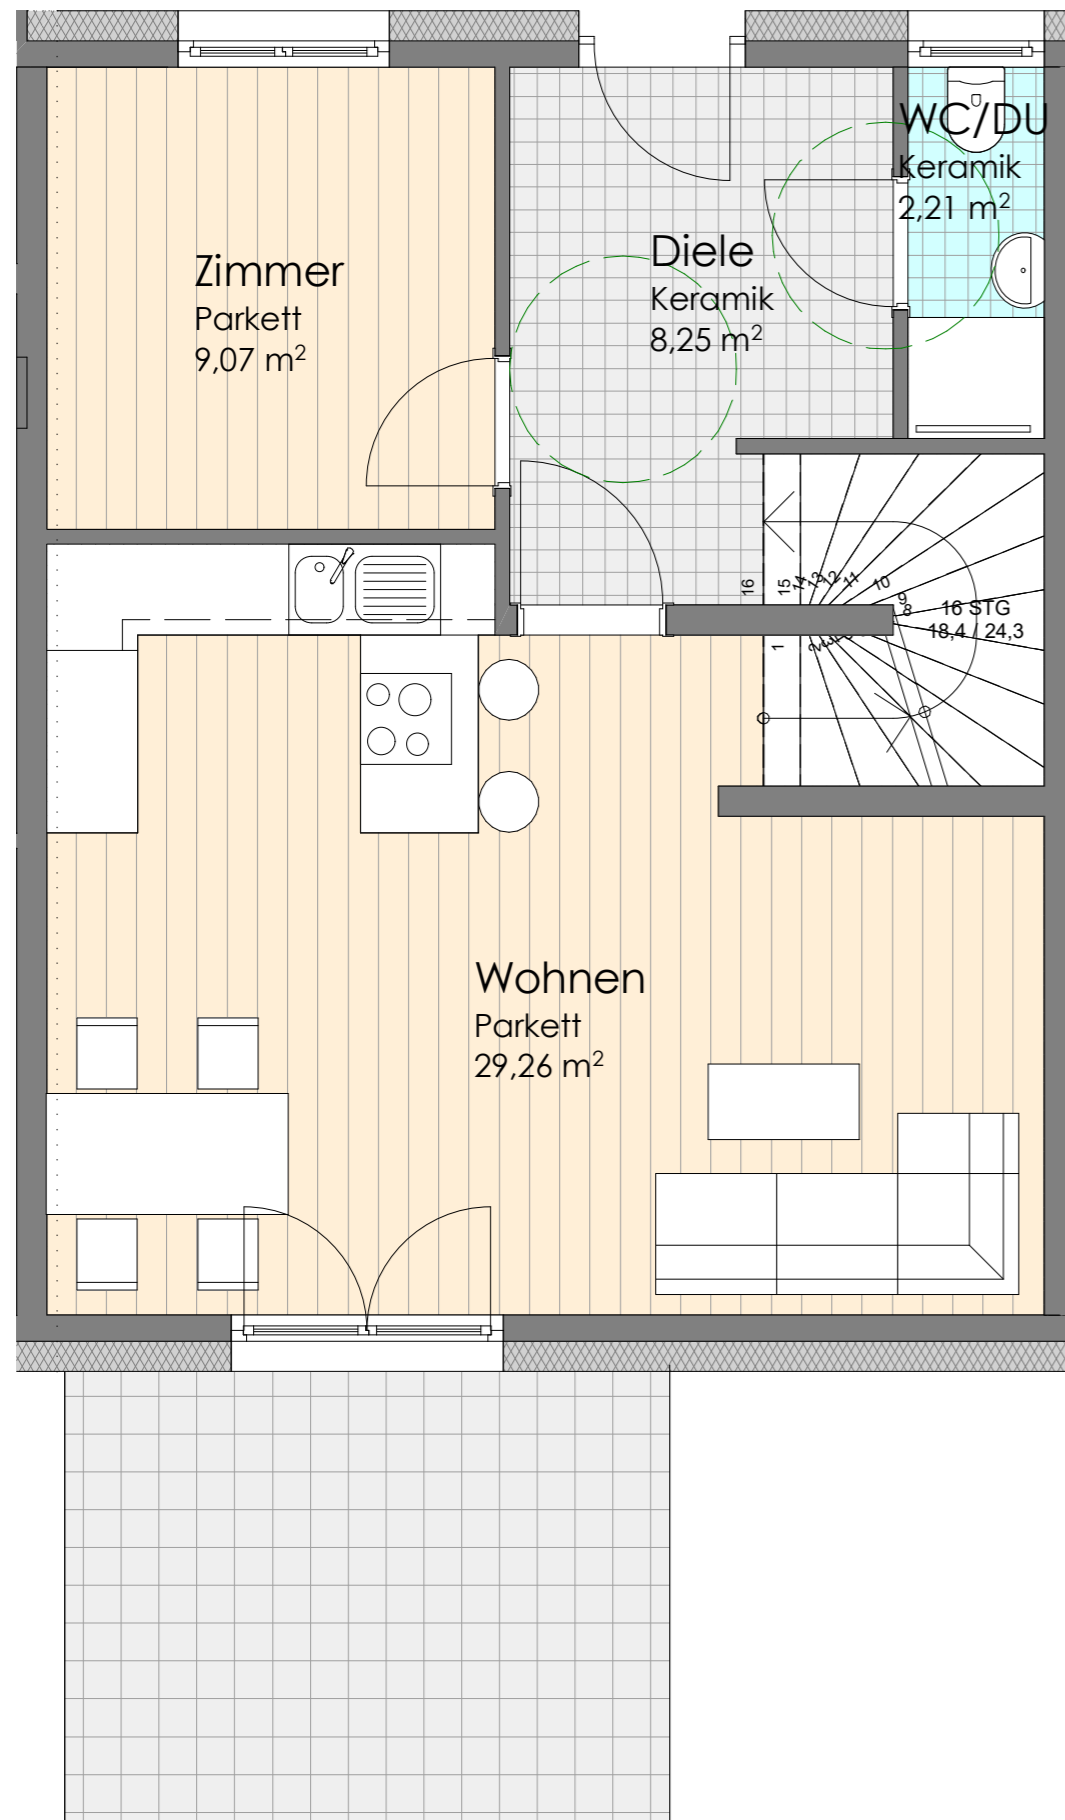 WC/DU
Keramik
2,21 m²
Diele
Keramik
8,25 m²
Zimmer
Parkett
9,07 m²
16
15
14
13
12
11
10
9
8
16 STG
18,4 / 24,3
1
2
3
Wohnen
Parkett
29,26 m²